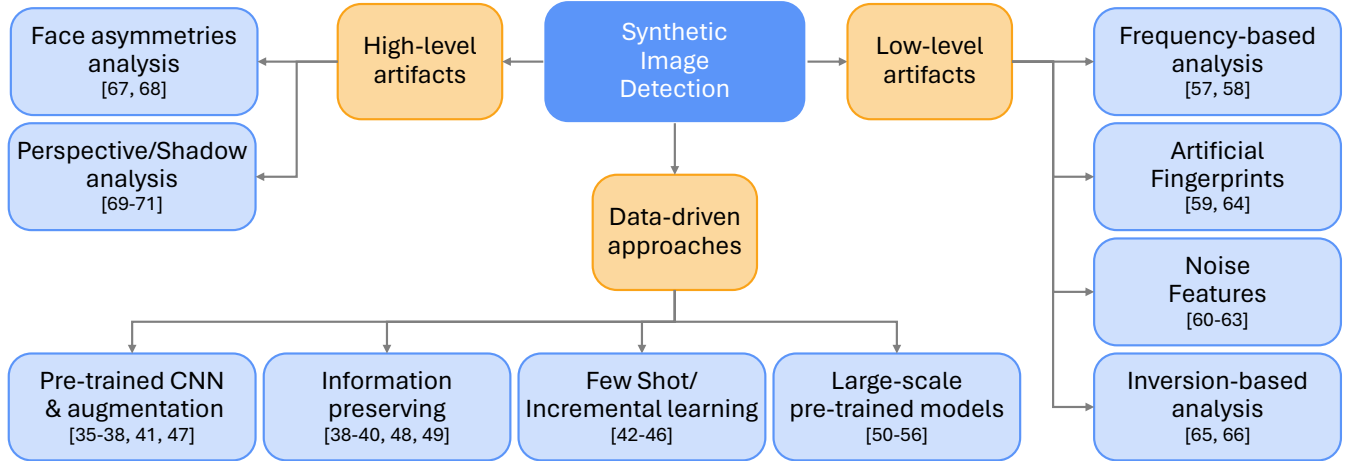 Synthetic
Image
Detection
High-level
artifacts
Face asymmetries
analysis
[67, 68]
Perspective/Shadow
analysis
[69-71]
Low-level
artifacts
Frequency-based
analysis
[57, 58]
Artificial
Fingerprints
[59, 64]
Noise
Features
[60-63]
Inversion-based
analysis
[65, 66]
Data-driven
approaches
Pre-trained CNN
& augmentation
[35-38, 41, 47]
Information
preserving
[38-40, 48, 49]
Few Shot/
Incremental learning
[42-46]
Large-scale
pre-trained models
[50-56]